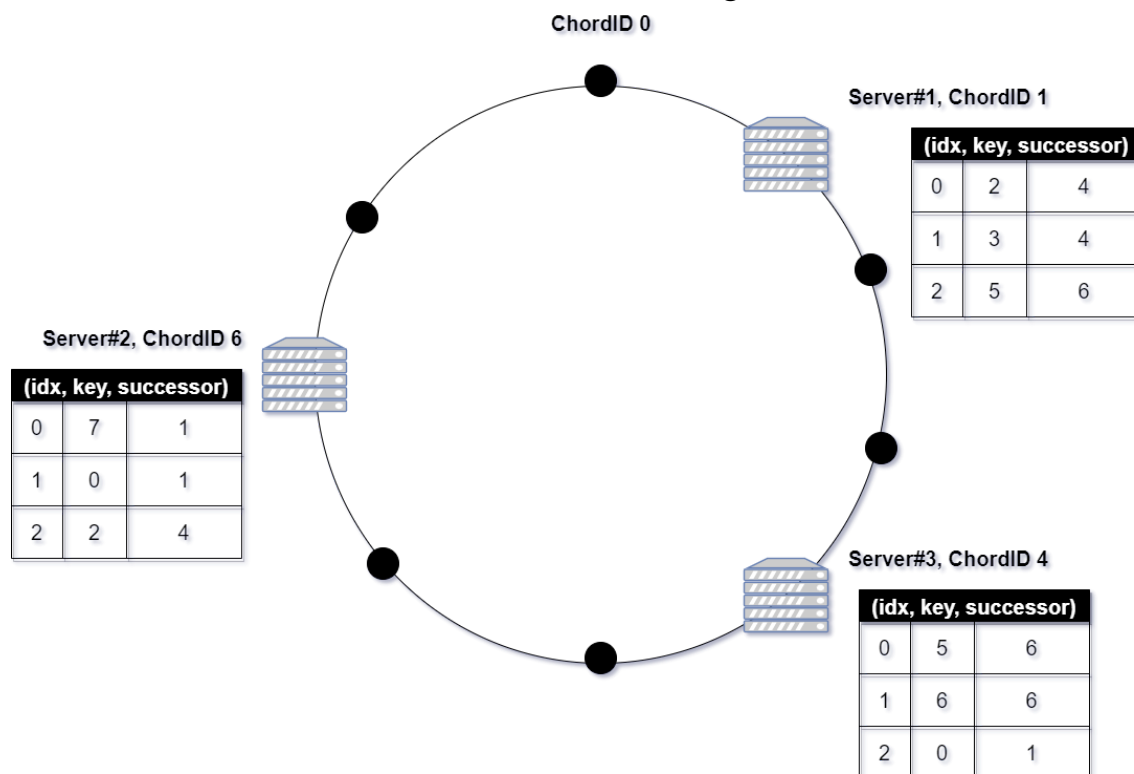 ChordID 0
Server#1, ChordID 1
(idx, key, successor)
0 2 4
1 3 4
2 5 6
Server#2, ChordID 6
(idx, key, successor)
0 7 1
1 0 1
2 2 4
Server#3, ChordID 4
(idx, key, successor)
0 5 6
1 6 6
2 0 1